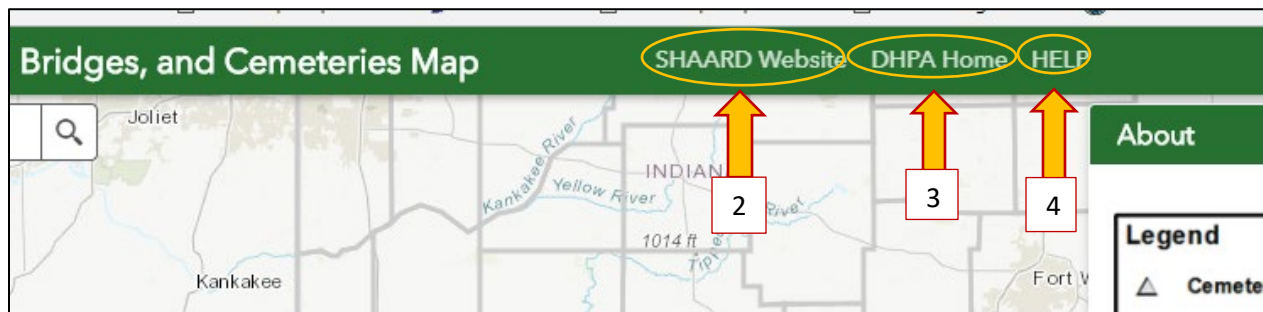 Bridges, and Cemeteries Map
SHAARD Website DHPA Home HELP
Joliet
About
Kankakee River
INDIAN
Yellow River
River
2
3
4
1014 ft
Legend
Kankakee
Fort